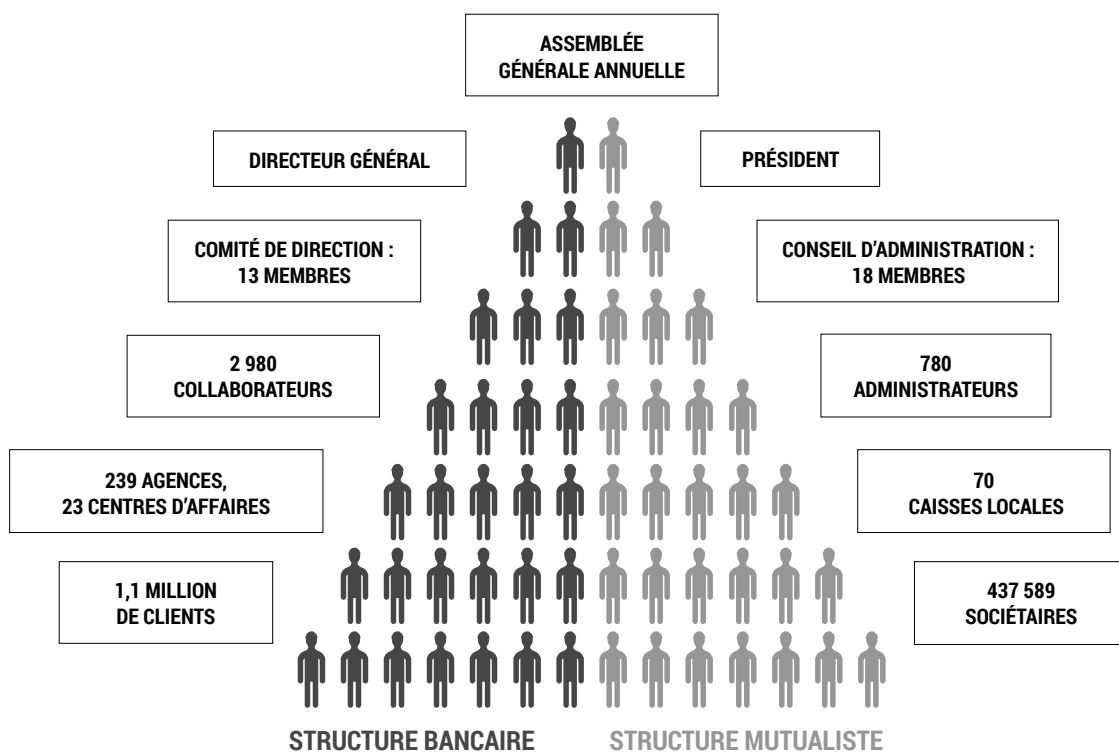 ASSEMBLÉE
GÉNÉRALE ANNUELLE
DIRECTEUR GÉNÉRAL
PRÉSIDENT
COMITÉ DE DIRECTION :
13 MEMBRES
CONSEIL D'ADMINISTRATION :
18 MEMBRES
2 980
COLLABORATEURS
780
ADMINISTRATEURS
239 AGENCES,
23 CENTRES D'AFFAIRES
70
CAISSES LOCALES
1,1 MILLION
DE CLIENTS
437 589
SOCIÉTAIRES
STRUCTURE BANCAIRE
STRUCTURE MUTUALISTE